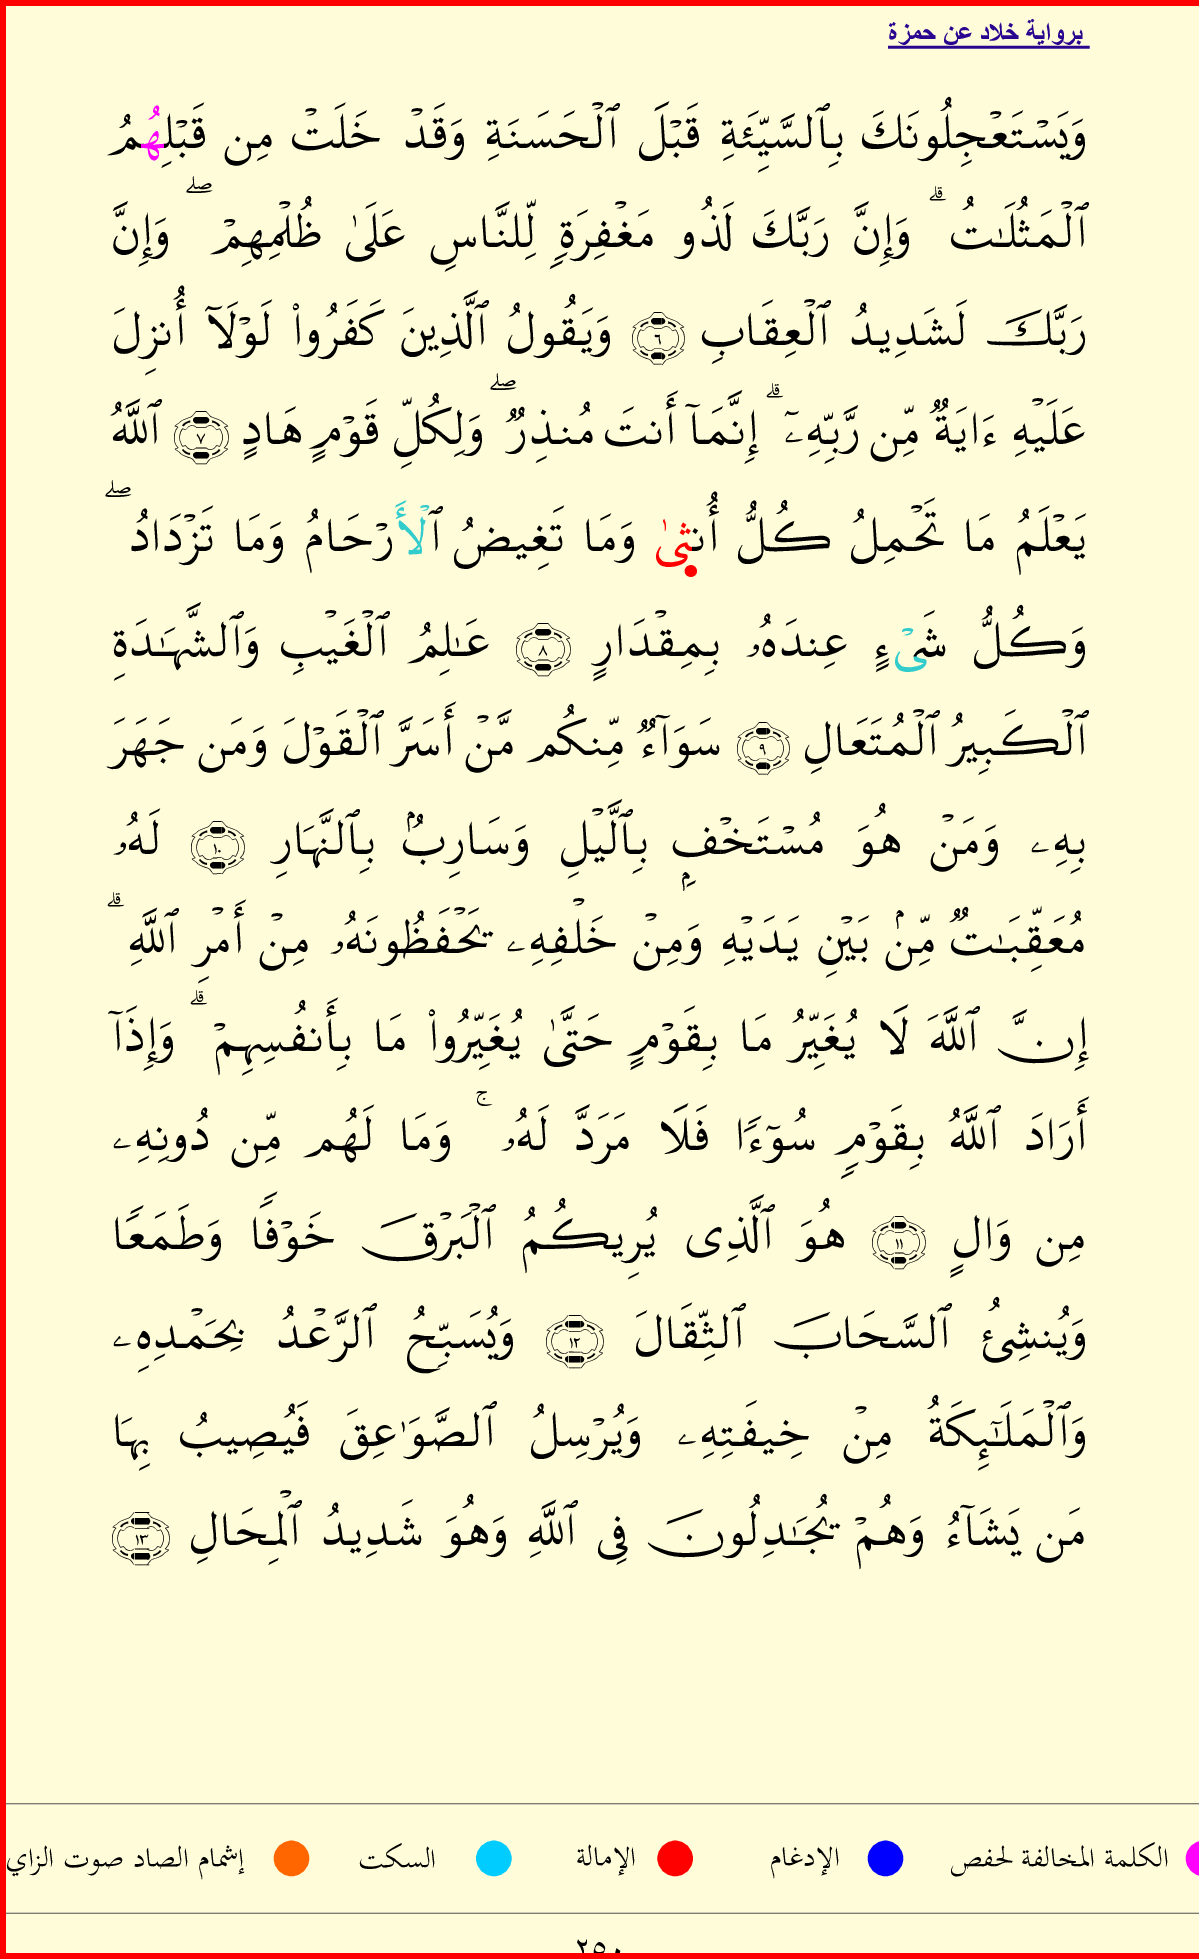 برواية خلاد عن حمزة
وَيَسۡتَعۡجِلُونَكَ بِٱلسَّيِّئَةِ قَبۡلَ ٱلۡحَسَنَةِ وَقَدۡ خَلَتۡ مِن قَبۡلِهُمُ
ٱلۡمَثُلَٰتُۗ وَإِنَّ رَبَّكَ لَذُو مَغۡفِرَةٖ لِّلنَّاسِ عَلَىٰ ظُلۡمِهِمۡۖ وَإِنَّ
رَبَّكَ لَشَدِيدُ ٱلۡعِقَابِ ٦ وَيَقُولُ ٱلَّذِينَ كَفَرُواْ لَوۡلَآ أُنزِلَ
عَلَيۡهِ ءَايَةٞ مِّن رَّبِّهِۦٓۗ إِنَّمَآ أَنتَ مُنذِرٞۖ وَلِكُلِّ قَوۡمٍ هَادٍ ٧ ٱللَّهُ
يَعۡلَمُ مَا تَحۡمِلُ كُلُّ أُنثىٰ وَمَا تَغِيضُ ٱلۡأَرۡحَامُ وَمَا تَزۡدَادُۖ
وَكُلُّ شَيۡءٍ عِندَهُۥ بِمِقۡدَارٍ ٨ عَٰلِمُ ٱلۡغَيۡبِ وَٱلشَّهَٰدَةِ
ٱلۡكَبِيرُ ٱلۡمُتَعَالِ ٩ سَوَآءٞ مِّنكُم مَّنۡ أَسَرَّ ٱلۡقَوۡلَ وَمَن جَهَرَ
بِهِۦ وَمَنۡ هُوَ مُسۡتَخۡفِۭ بِٱلَّيۡلِ وَسَارِبُۢ بِٱلنَّهَارِ ١٠ لَهُۥ
مُعَقِّبَٰتٞ مِّنۢ بَيۡنِ يَدَيۡهِ وَمِنۡ خَلۡفِهِۦ يَحۡفَظُونَهُۥ مِنۡ أَمۡرِ ٱللَّهِۗ
إِنَّ ٱللَّهَ لَا يُغَيِّرُ مَا بِقَوۡمٍ حَتَّىٰ يُغَيِّرُواْ مَا بِأَنفُسِهِمۡۗ وَإِذَآ
أَرَادَ ٱللَّهُ بِقَوۡمٖ سُوٓءٗا فَلَا مَرَدَّ لَهُۥۚ وَمَا لَهُم مِّن دُونِهِۦ
مِن وَالٍ ١١ هُوَ ٱلَّذِي يُرِيكُمُ ٱلۡبَرۡقَ خَوۡفٗا وَطَمَعٗا
وَيُنشِئُ ٱلسَّحَابَ ٱلثِّقَالَ ١٢ وَيُسَبِّحُ ٱلرَّعۡدُ بِحَمۡدِهِۦ
وَٱلۡمَلَٰٓئِكَةُ مِنۡ خِيفَتِهِۦ وَيُرۡسِلُ ٱلصَّوَٰعِقَ فَيُصِيبُ بِهَا
مَن يَشَآءُ وَهُمۡ يُجَٰدِلُونَ فِي ٱللَّهِ وَهُوَ شَدِيدُ ٱلۡمِحَالِ ١٣
الكلمة المخالفة لحفص الإدغام الإمالة السكت إشمام الصاد صوت الزاي
٢٥٠